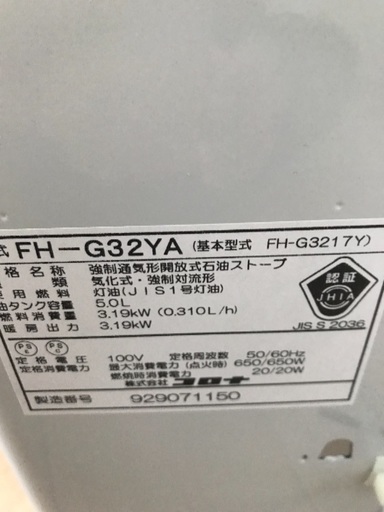 式 FH-G32YA (基本型式 FH-G3217Y)
格名称 強制通気形開放式石油ストーブ
類 気化式・強制対流形
用燃料 灯油(JIS1号灯油)
油タンク容量 5.0L
燃料消費量 3.19kW (0.310L/h)
暖房出力 3.19kW
認証
JHIA
JIS S 2036
PS PS
定格電圧 100V 定格周波数 50/60Hz
定格消費電力 最大消費電力 (点火時) 650/650W
燃焼時消費電力 20/20W
株式会社 コロナ
製造番号 929071150